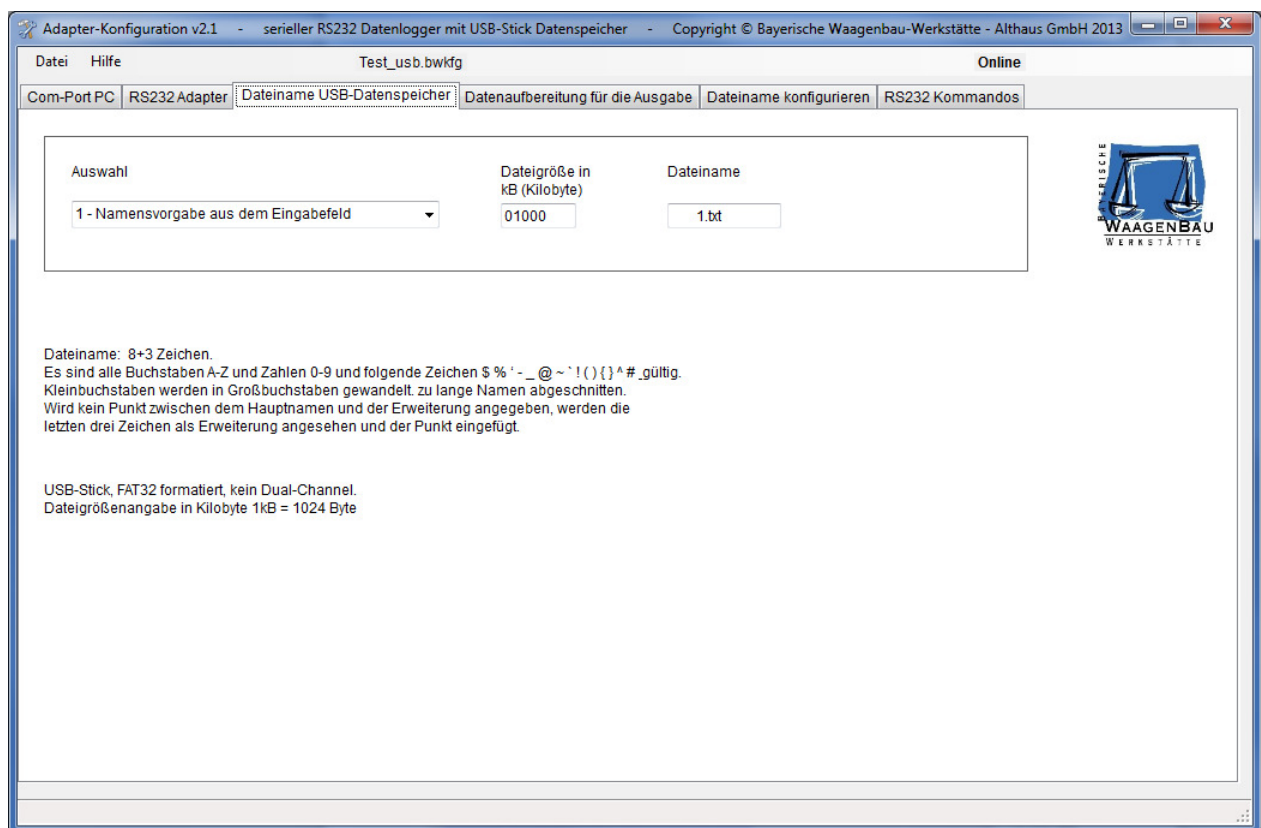 Adapter-Konfiguration v2.1 - serieller RS232 Datenlogger mit USB-Stick Datenspeicher - Copyright © Bayerische Waagenbau-Werkstätte - Althaus GmbH 2013
Datei Hilfe Test_usb.bwkfg Online
Com-Port PC RS232 Adapter Dateiname USB-Datenspeicher Datenaufbereitung für die Ausgabe Dateiname konfigurieren RS232 Kommandos
Auswahl Dateigröße in Dateiname
kB (Kilobyte)
1 - Namensvorgabe aus dem Eingabefeld 01000 1.txt
BAYERISCHE
WAAGENBAU
WERKSTÄTTE
Dateiname: 8+3 Zeichen.
Es sind alle Buchstaben A-Z und Zahlen 0-9 und folgende Zeichen $ % ' - _ @ ~ ` ! ( ) { } ^ # _gültig.
Kleinbuchstaben werden in Großbuchstaben gewandelt. zu lange Namen abgeschnitten.
Wird kein Punkt zwischen dem Hauptnamen und der Erweiterung angegeben, werden die
letzten drei Zeichen als Erweiterung angesehen und der Punkt eingefügt.
USB-Stick, FAT32 formatiert, kein Dual-Channel.
Dateigrößenangabe in Kilobyte 1kB = 1024 Byte